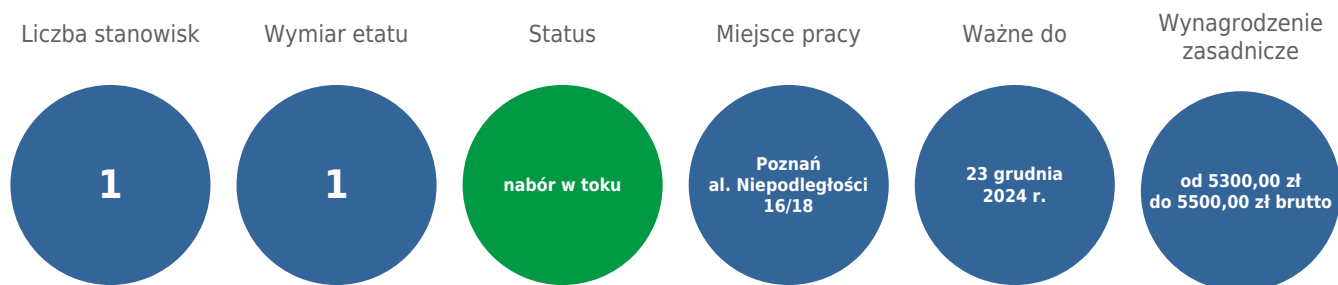 Liczba stanowisk
1
Wymiar etatu
1
Status
nabór w toku
Miejsce pracy
Poznań
al. Niepodległości
16/18
Ważne do
23 grudnia
2024 r.
Wynagrodzenie
zasadnicze
od 5300,00 zł
do 5500,00 zł brutto